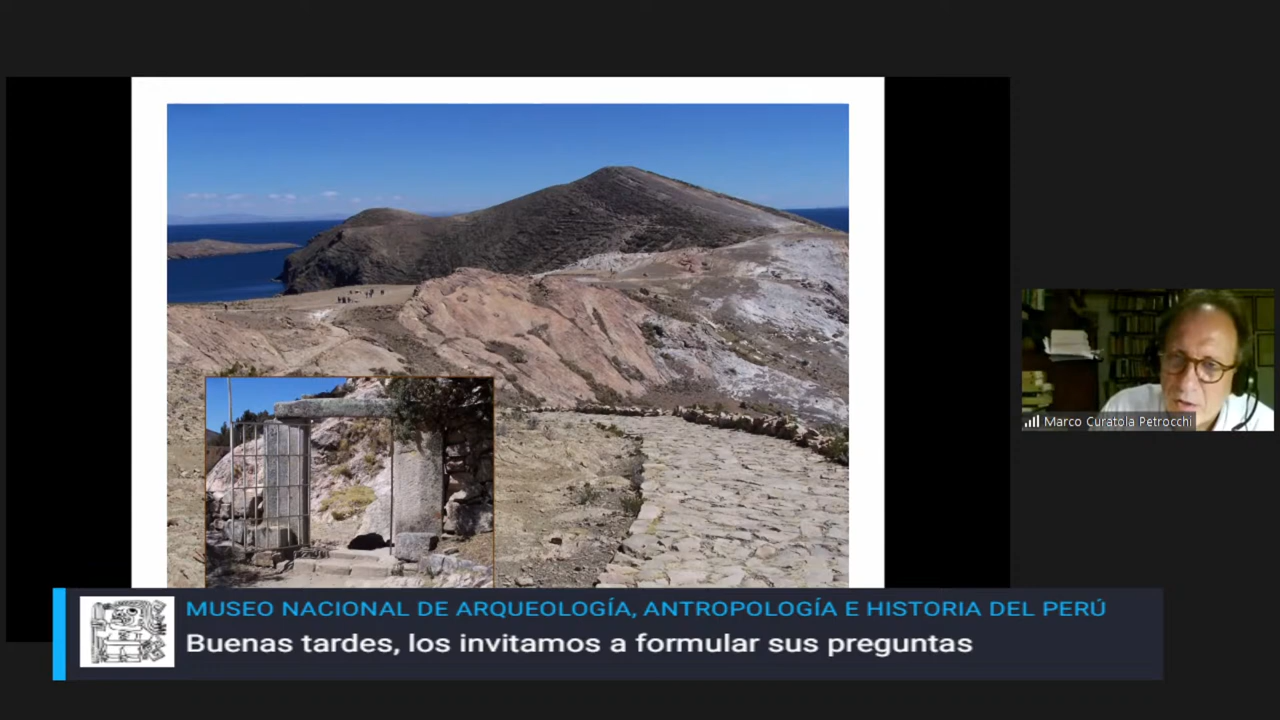 Marco Curatola Petrocchi
MUSEO NACIONAL DE ARQUEOLOGÍA, ANTROPOLOGÍA E HISTORIA DEL PERÚ
Buenas tardes, los invitamos a formular sus preguntas